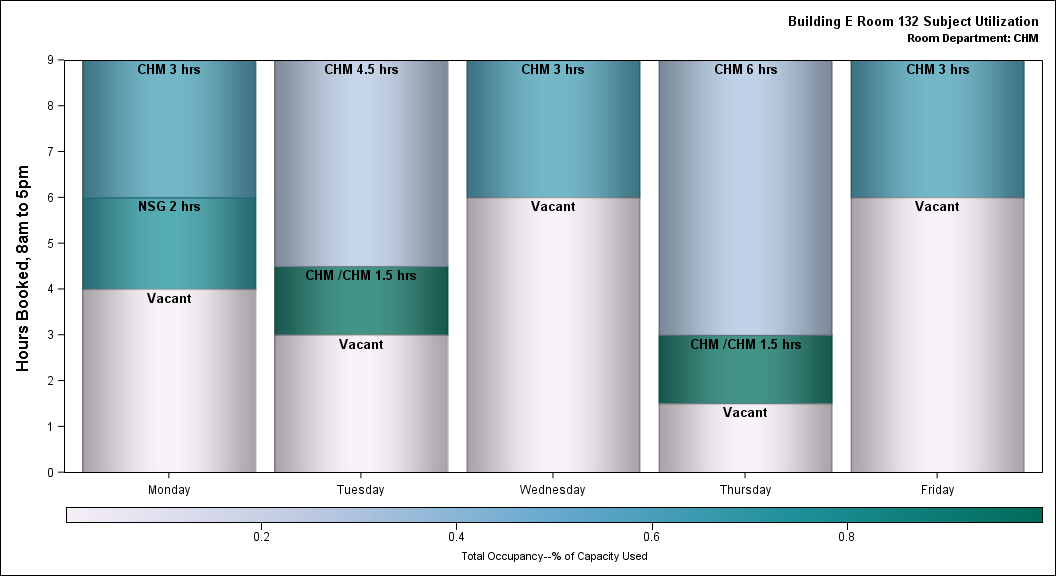 Building E Room 132 Subject Utilization
Room Department: CHM
Hours Booked, 8am to 5pm
9
8
7
6
5
4
3
2
1
0
CHM 3 hrs
NSG 2 hrs
Vacant
CHM 4.5 hrs
CHM /CHM 1.5 hrs
Vacant
CHM 3 hrs
Vacant
CHM 6 hrs
CHM /CHM 1.5 hrs
Vacant
CHM 3 hrs
Vacant
Monday
Tuesday
Wednesday
Thursday
Friday
0.2
0.4
0.6
0.8
Total Occupancy--% of Capacity Used